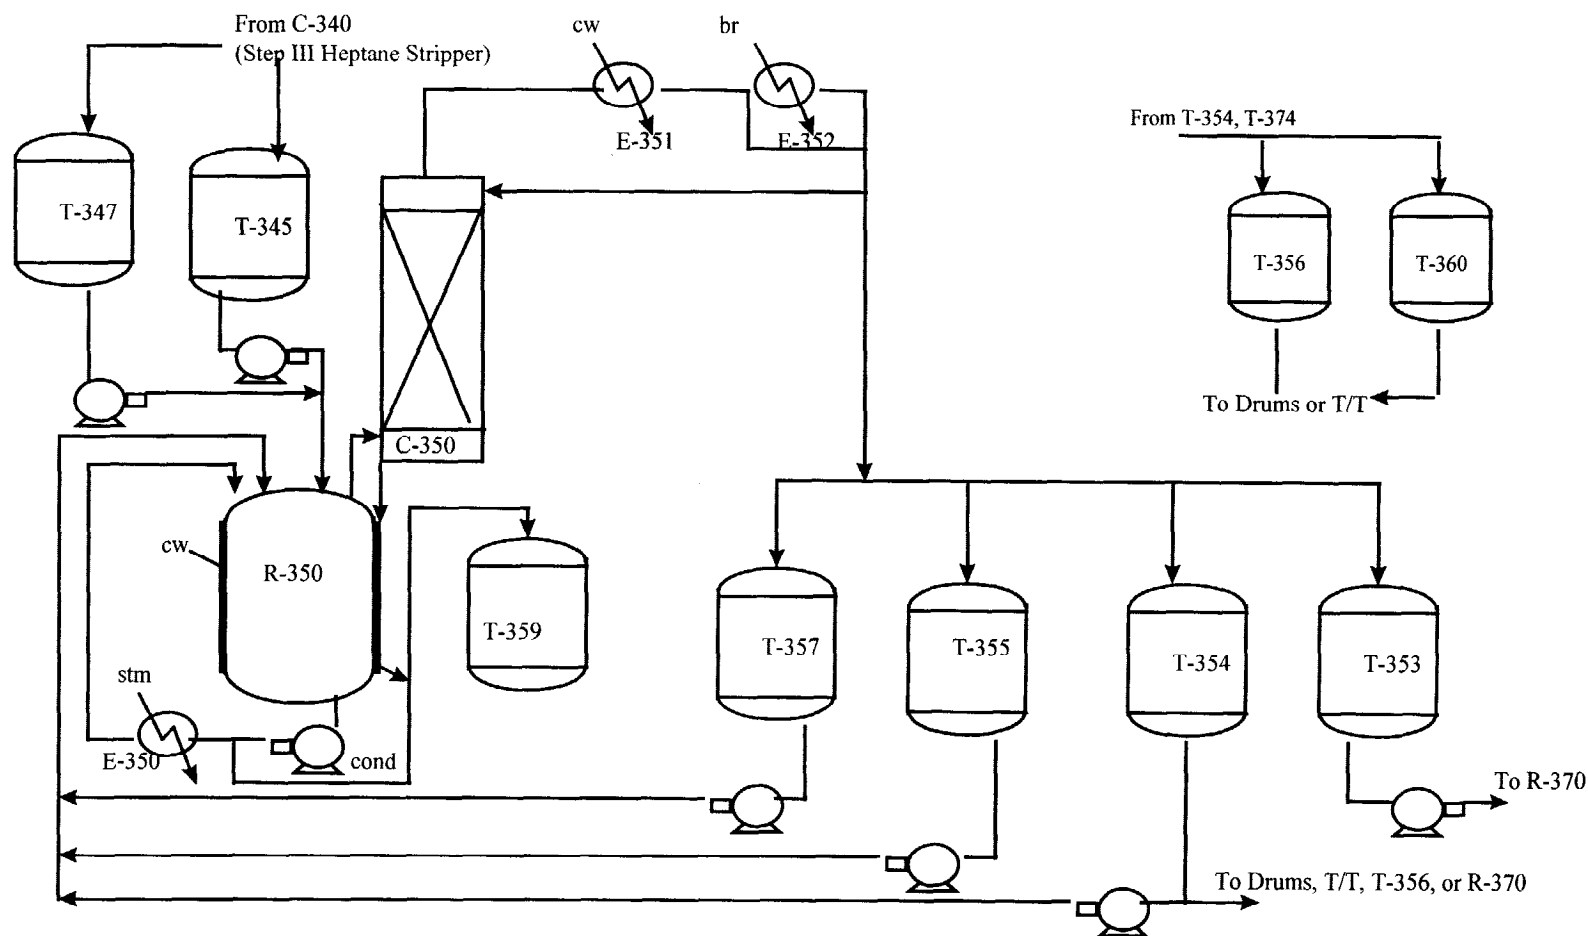 From C-340
(Step III Heptane Stripper)
cw
br
E-351
E-352
From T-354, T-374
T-347
T-345
T-356
T-360
To Drums or T/T
C-350
cw
R-350
T-359
T-357
T-355
T-354
T-353
stm
E-350
cond
To R-370
To Drums, T/T, T-356, or R-370